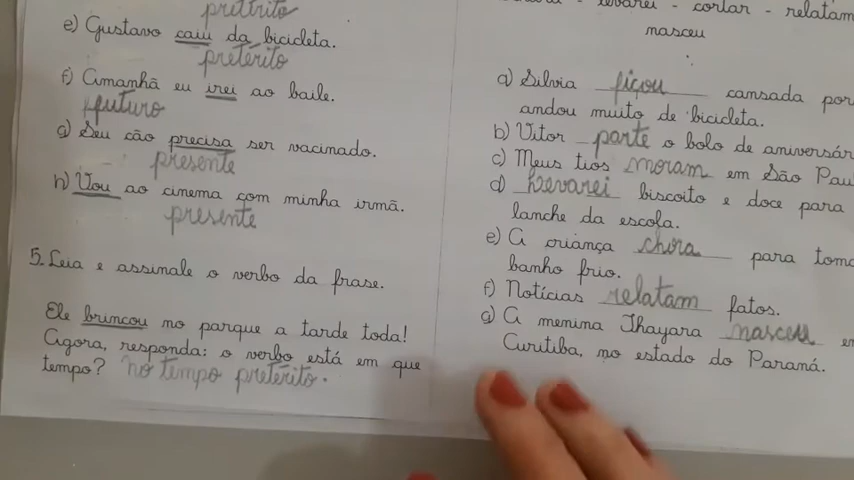 pretérito
e) Gustavo caiu da bicicleta.
pretérito
f) Amanhã eu irei ao baile.
futuro
g) Seu cão precisa ser vacinado.
presente
h) Vou ao cinema com minha irmã.
presente
5. Leia e assinale o verbo da frase.
Ele brincou no parque a tarde toda!
Agora, responda: o verbo está em que
tempo? no tempo pretérito.
levarei - cortar - relatam
nasceu
a) Silvia ficou cansada por
andou muito de bicicleta.
b) Vitor parte o bolo de aniversár
c) Meus tios moram em São Pau
d) Levarei biscoito e doce para
lanche da escola.
e) A criança chora para toma
banho frio.
f) Notícias relatam fatos.
g) A menina Thayara nasceu em
Curitiba, no estado do Paraná.